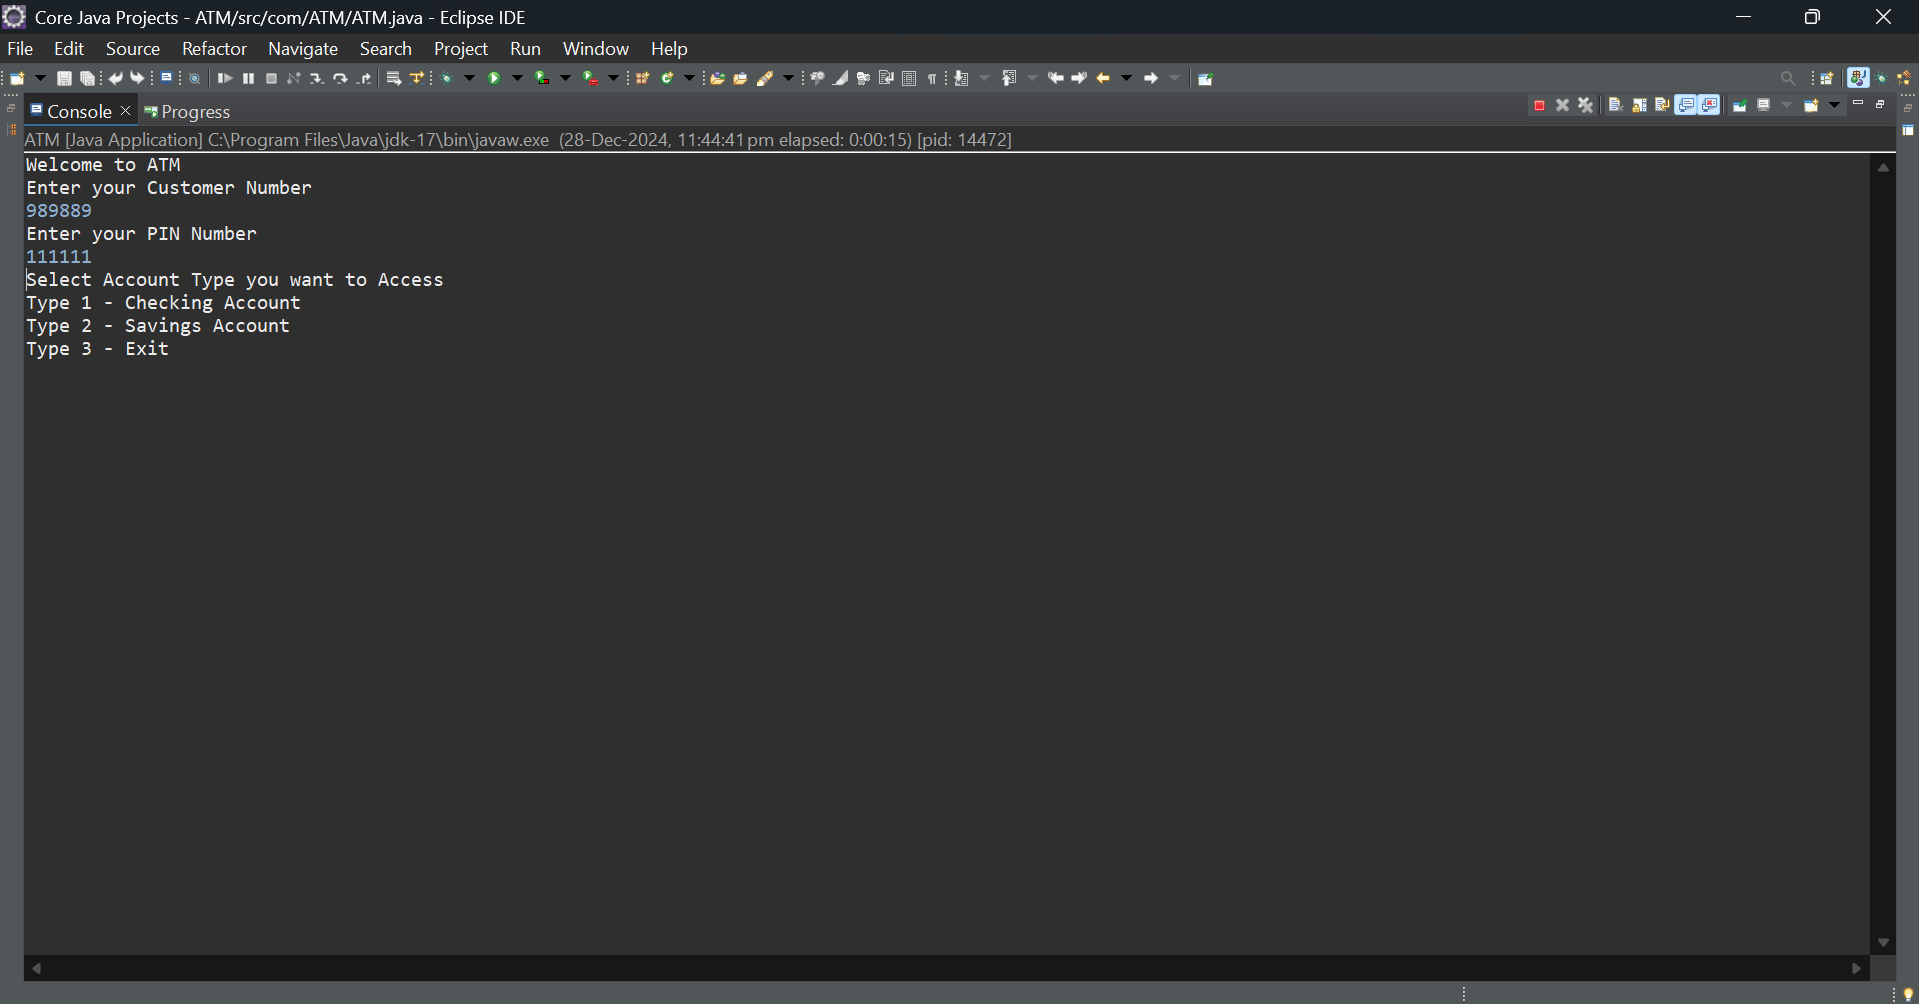 Core Java Projects - ATM/src/com/ATM/ATM.java - Eclipse IDE
File Edit Source Refactor Navigate Search Project Run Window Help
Console Progress
ATM [Java Application] C:\Program Files\Java\jdk-17\bin\javaw.exe (28-Dec-2024, 11:44:41 pm elapsed: 0:00:15) [pid: 14472]
Welcome to ATM
Enter your Customer Number
989889
Enter your PIN Number
111111
Select Account Type you want to Access
Type 1 - Checking Account
Type 2 - Savings Account
Type 3 - Exit